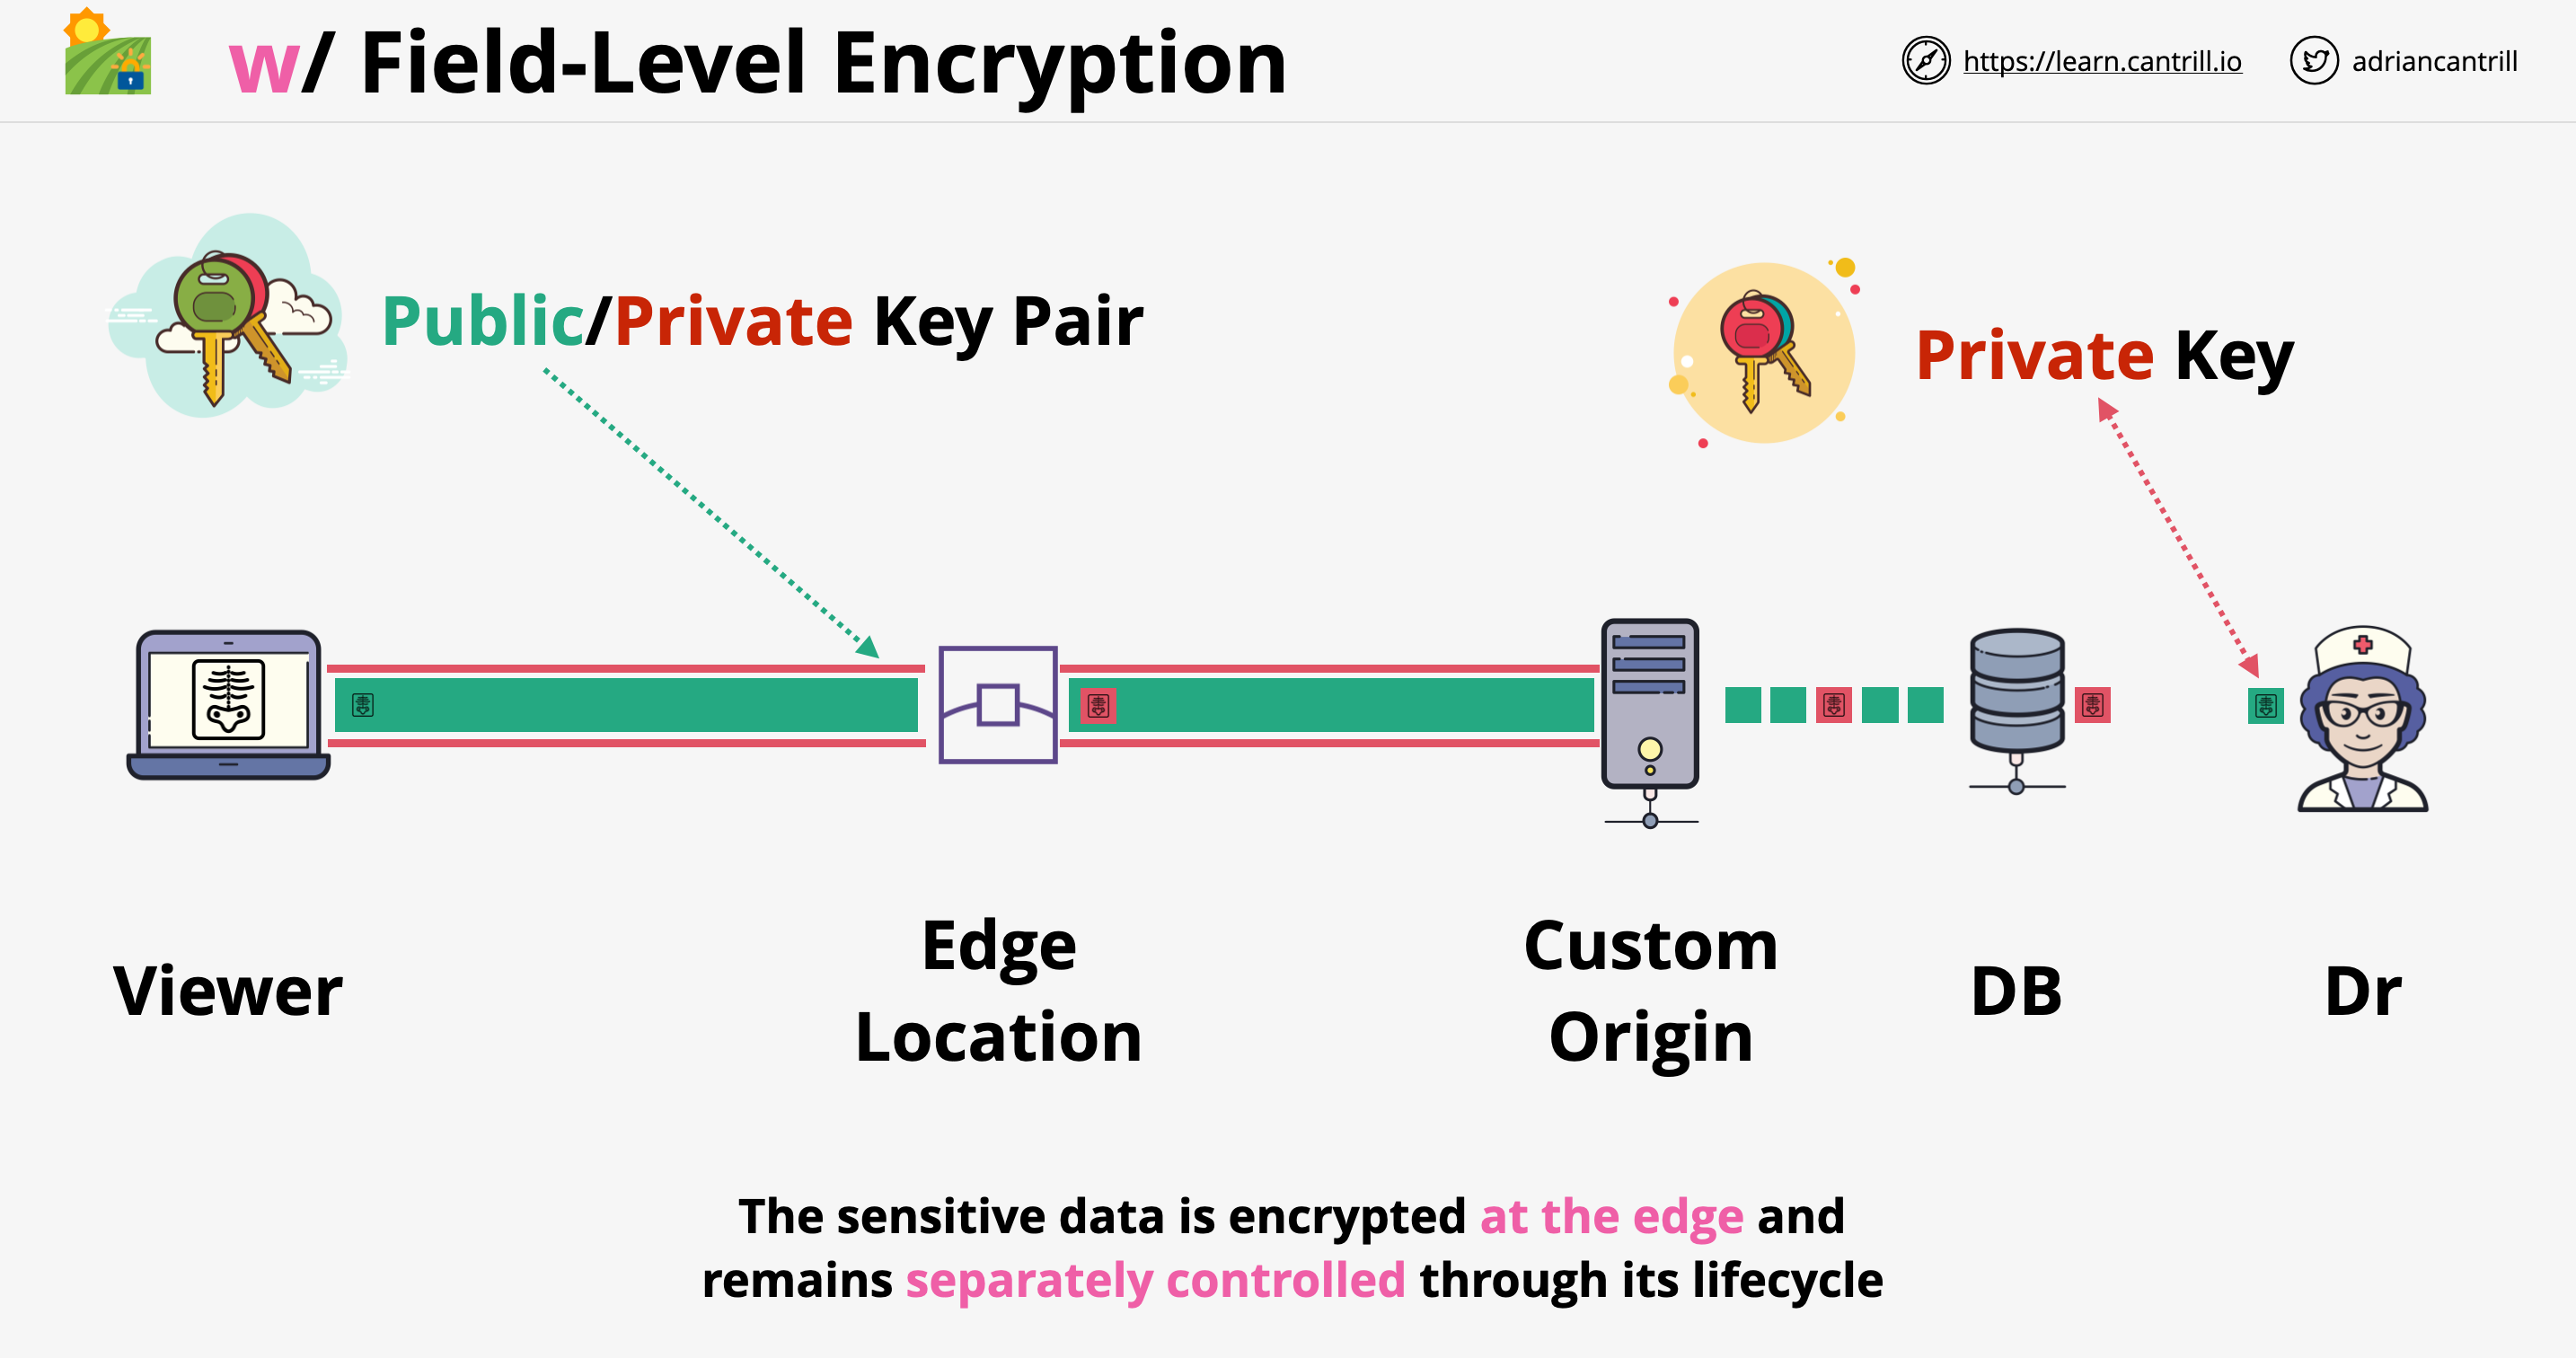 w/ Field-Level Encryption
https://learn.cantrill.io
adriancantrill
Public/Private Key Pair
Private Key
Viewer
Edge
Location
Custom
Origin
DB
Dr
The sensitive data is encrypted at the edge and
remains separately controlled through its lifecycle